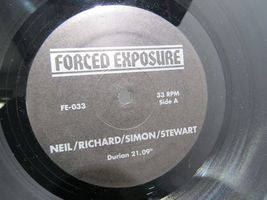 FORCED EXPOSURE
FE-033
33 RPM
Side A
NEIL/RICHARD/SIMON/STEWART
Durian 21.09"